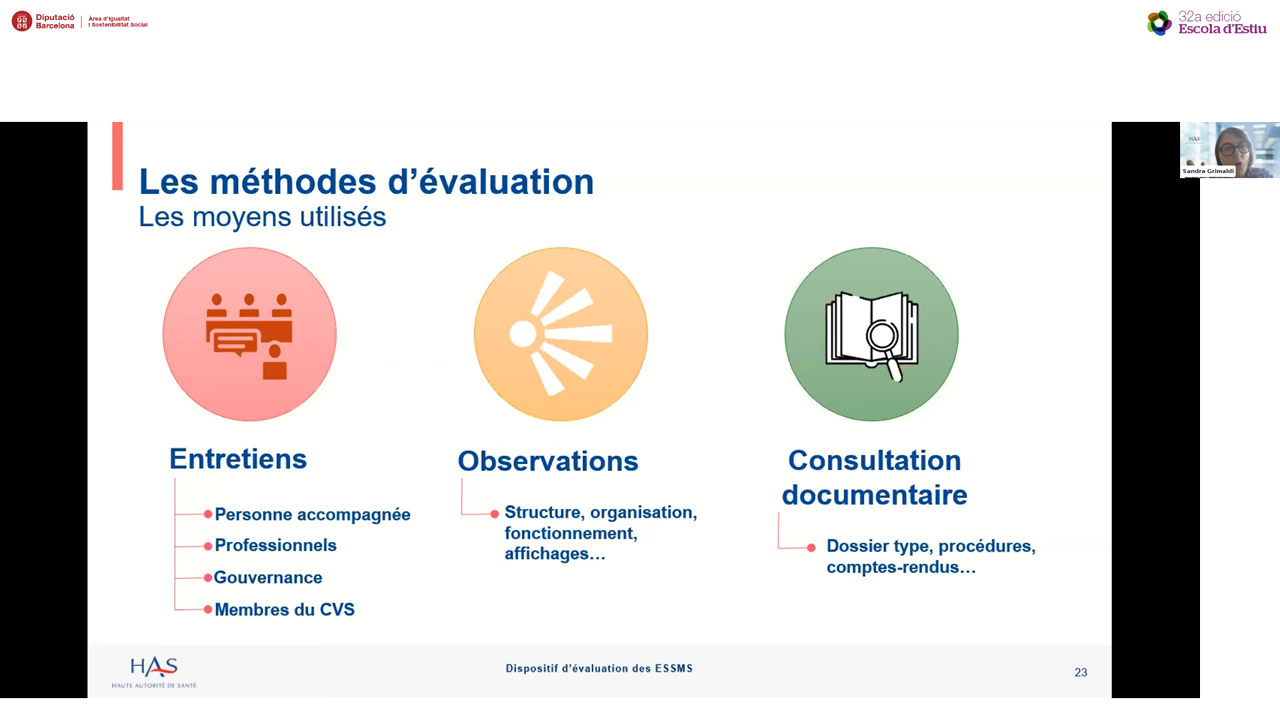 Diputació
Barcelona
Àrea d'Igualtat
i Sostenibilitat Social
32a edició
Escola d'Estiu
HAS
Sandra Grimaldi
Les méthodes d'évaluation
Les moyens utilisés
Entretiens
Personne accompagnée
Professionnels
Gouvernance
Membres du CVS
Observations
Structure, organisation,
fonctionnement,
affichages…
Consultation
documentaire
Dossier type, procédures,
comptes-rendus…
HAS
HAUTE AUTORITÉ DE SANTÉ
Dispositif d'évaluation des ESSMS
23